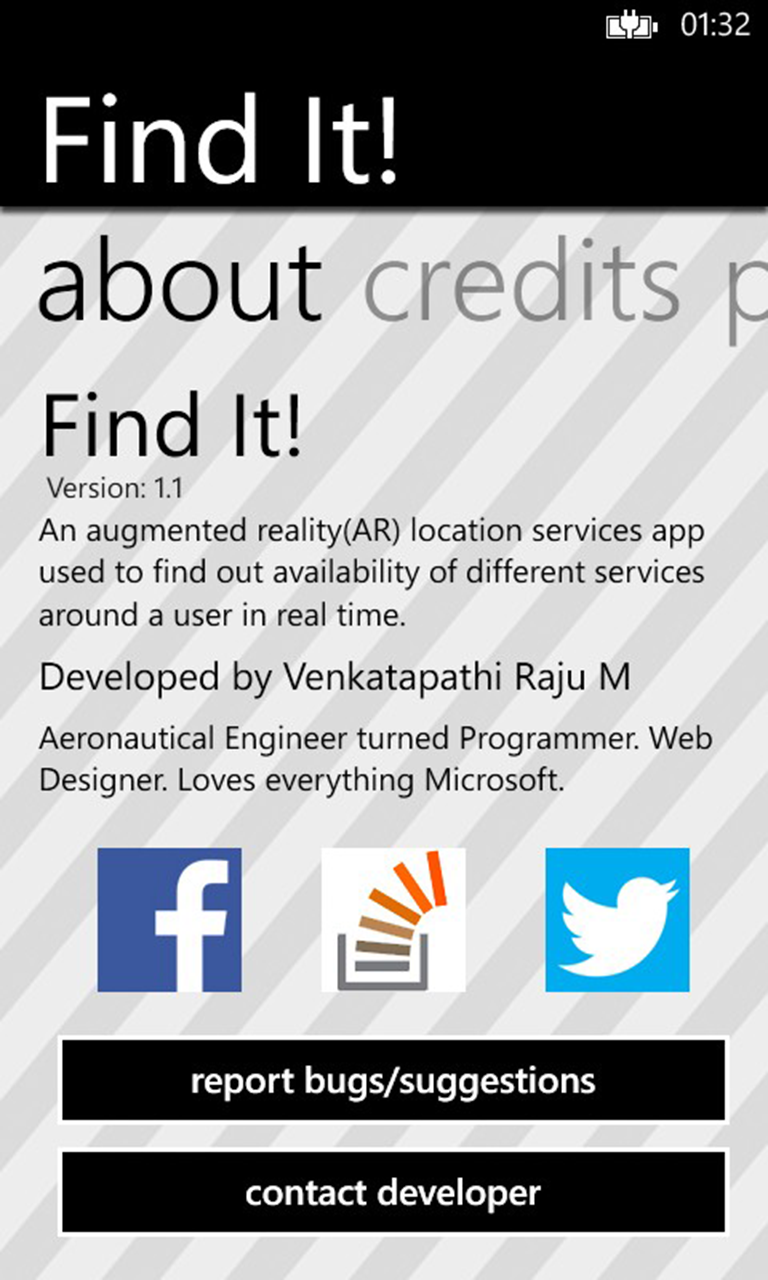 01:32
Find It!
about credits p
Find It!
Version: 1.1
An augmented reality(AR) location services app
used to find out availability of different services
around a user in real time.
Developed by Venkatapathi Raju M
Aeronautical Engineer turned Programmer. Web
Designer. Loves everything Microsoft.
f
report bugs/suggestions
contact developer